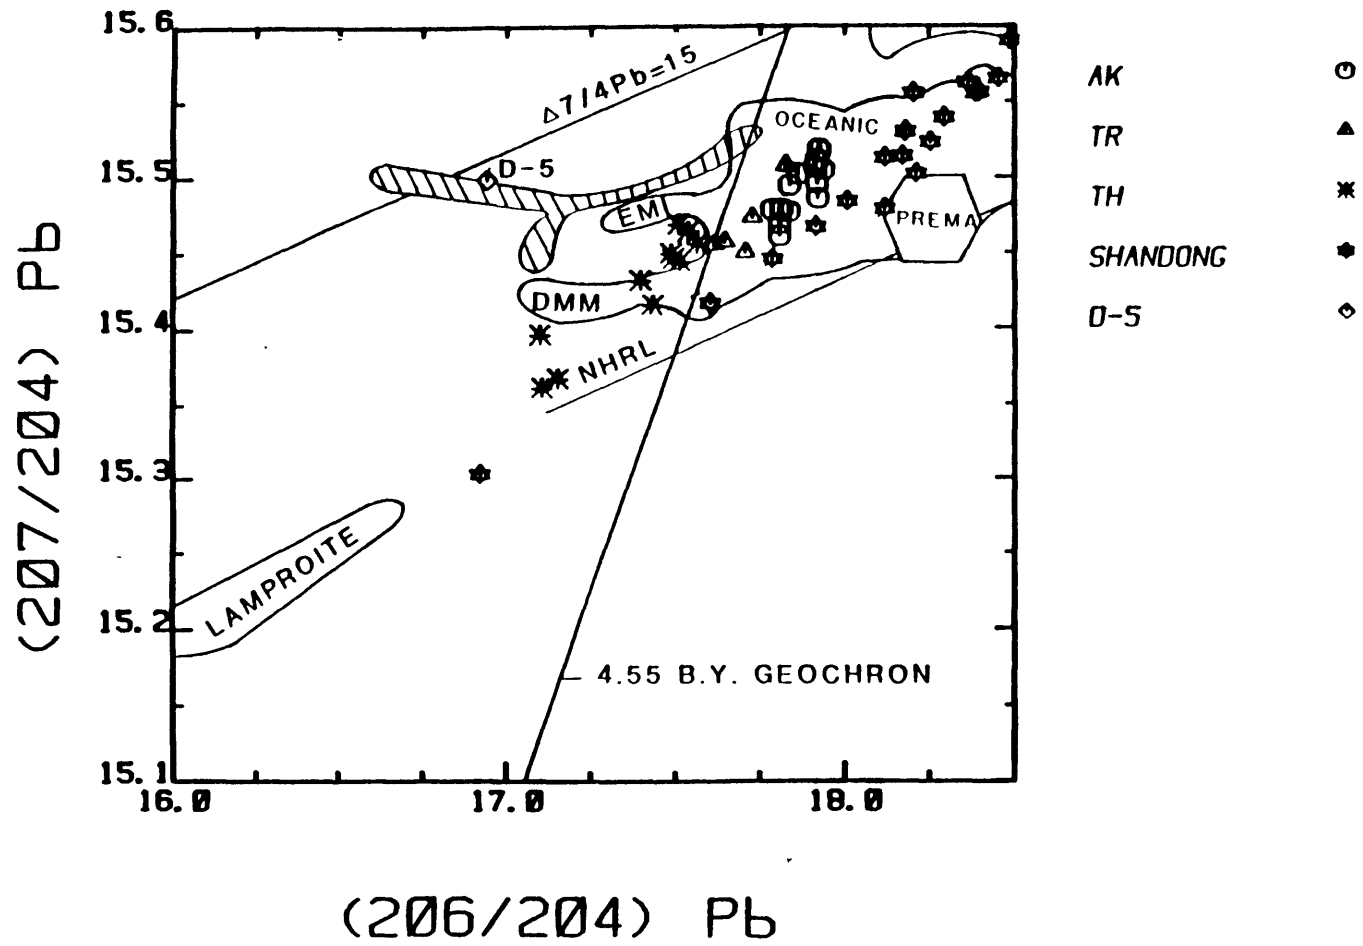 15.6
Δ7/4Pb=15
AK
OCEANIC
TR
15.5
D-5
TH
EMI
PREMA
SHANDONG
DMM
D-5
15.4
NHRL
15.3
LAMPROITE
15.2
4.55 B.Y. GEOCHRON
15.1
16.0
17.0
18.0
(207/204) Pb
(206/204) Pb